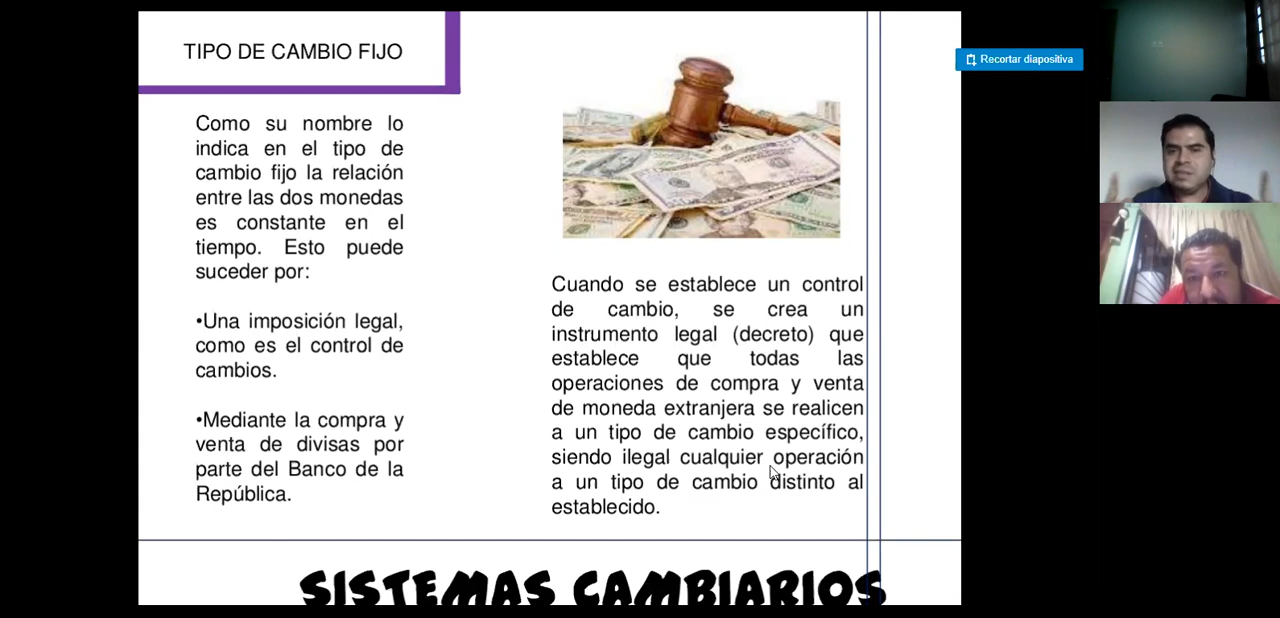 TIPO DE CAMBIO FIJO
Como su nombre lo
indica en el tipo de
cambio fijo la relación
entre las dos monedas
es constante en el
tiempo. Esto puede
suceder por:
•Una imposición legal,
como es el control de
cambios.
•Mediante la compra y
venta de divisas por
parte del Banco de la
República.
Cuando se establece un control
de cambio, se crea un
instrumento legal (decreto) que
establece que todas las
operaciones de compra y venta
de moneda extranjera se realicen
a un tipo de cambio específico,
siendo ilegal cualquier operación
a un tipo de cambio distinto al
establecido.
SISTEMAS CAMBIARIOS
Recortar diapositiva